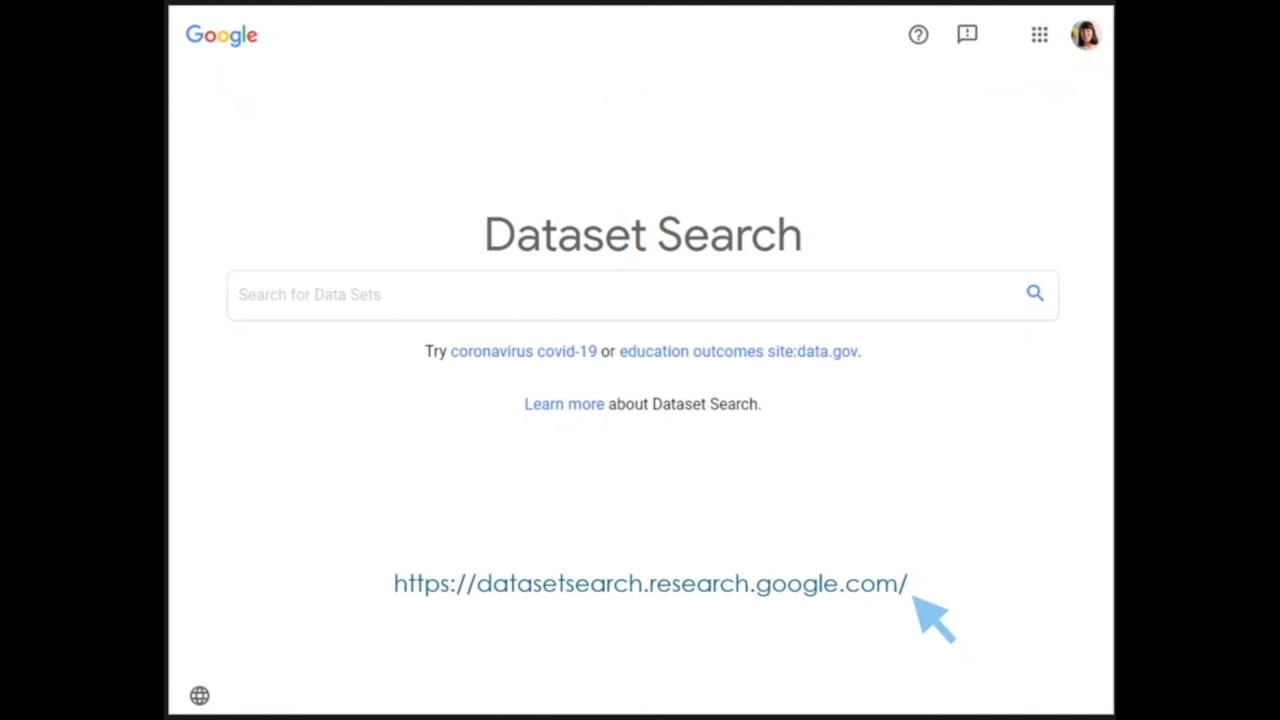 Google
Dataset Search
Search for Data Sets
Try coronavirus covid-19 or education outcomes site:data.gov.
Learn more about Dataset Search.
https://datasetsearch.research.google.com/